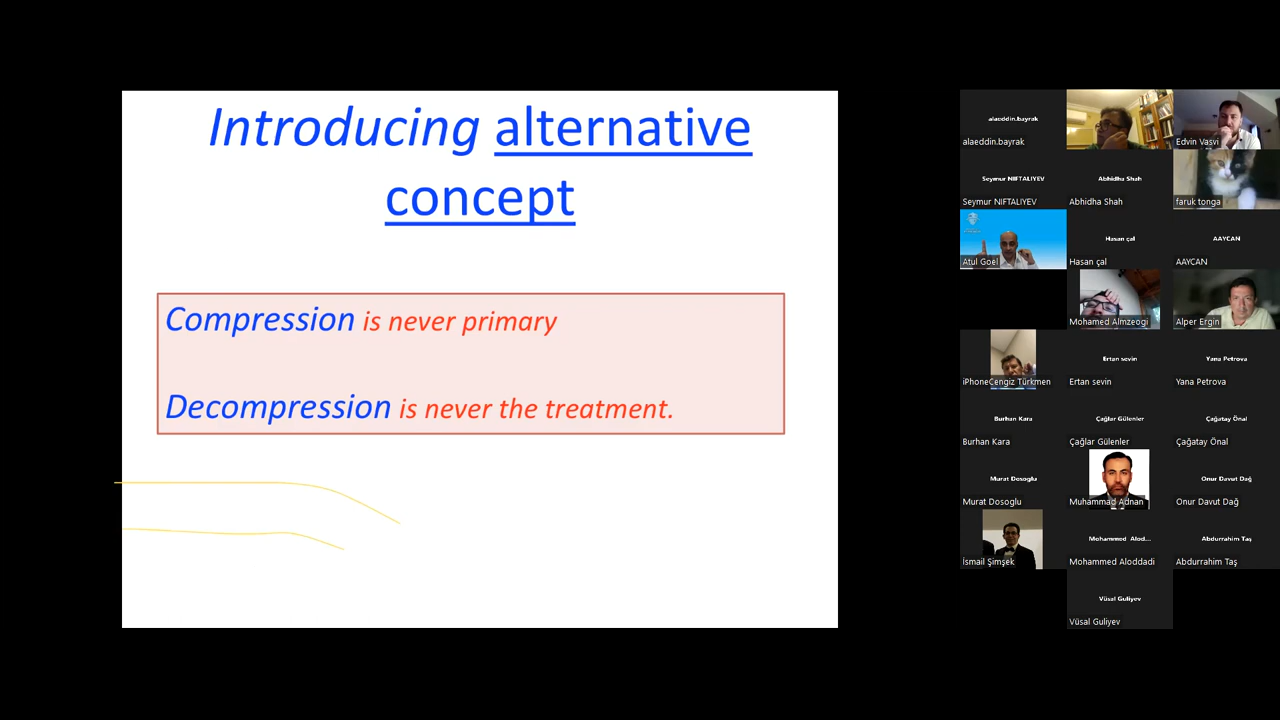 Introducing alternative
concept
Compression is never primary
Decompression is never the treatment.
alaeddin.bayrak
alaeddin.bayrak
Edvin Vasvi
Seymur NIFTALIYEV
Seymur NIFTALIYEV
Abhidha Shah
Abhidha Shah
faruk tonga
Atul Goel
Hasan çal
Hasan çal
AAYCAN
AAYCAN
Mohamed Almzeogi
Alper Ergin
iPhoneCengiz Türkmen
Ertan sevin
Ertan sevin
Yana Petrova
Yana Petrova
Burhan Kara
Burhan Kara
Çağlar Gülenler
Çağlar Gülenler
Çağatay Önal
Çağatay Önal
Murat Dosoglu
Murat Dosoglu
Muhammad Adnan
Onur Davut Dağ
Onur Davut Dağ
İsmail Şimşek
Mohammed Alod...
Mohammed Aloddadi
Abdurrahim Taş
Abdurrahim Taş
Vüsal Guliyev
Vüsal Guliyev